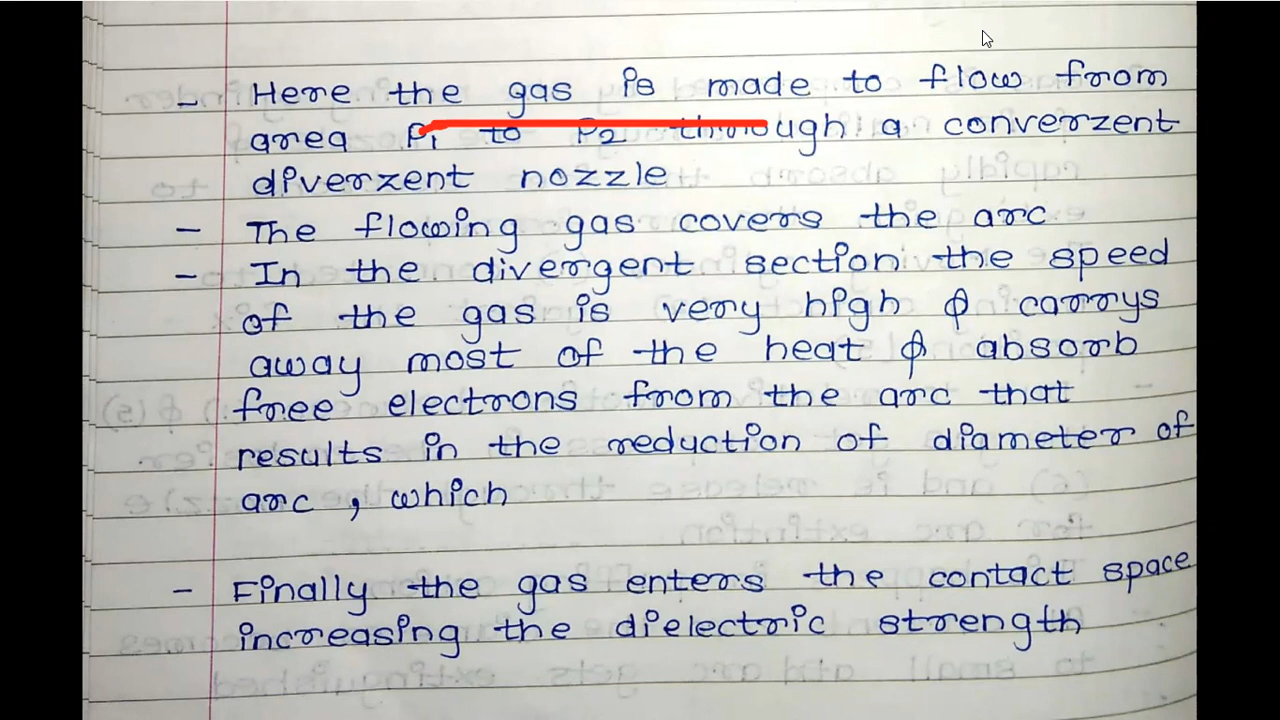 - Here the gas is made to flow from
area P1 to P2 through a converzent
diverzent nozzle
- The flowing gas covers the arc
- In the divergent section the speed
of the gas is very high & carrys
away most of the heat & absorb
free electrons from the arc that
results in the reduction of diameter of
arc, which
- Finally the gas enters the contact space
increasing the dielectric strength